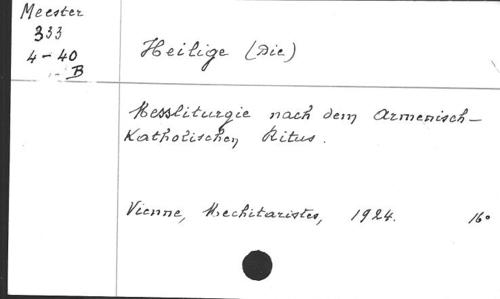 Meester
333
4-40
B
Heilige (Die)
Messliturgie nach dem Armenisch-
Katholischen Ritus.
Vienne, Mechitaristes, 1924. 16°